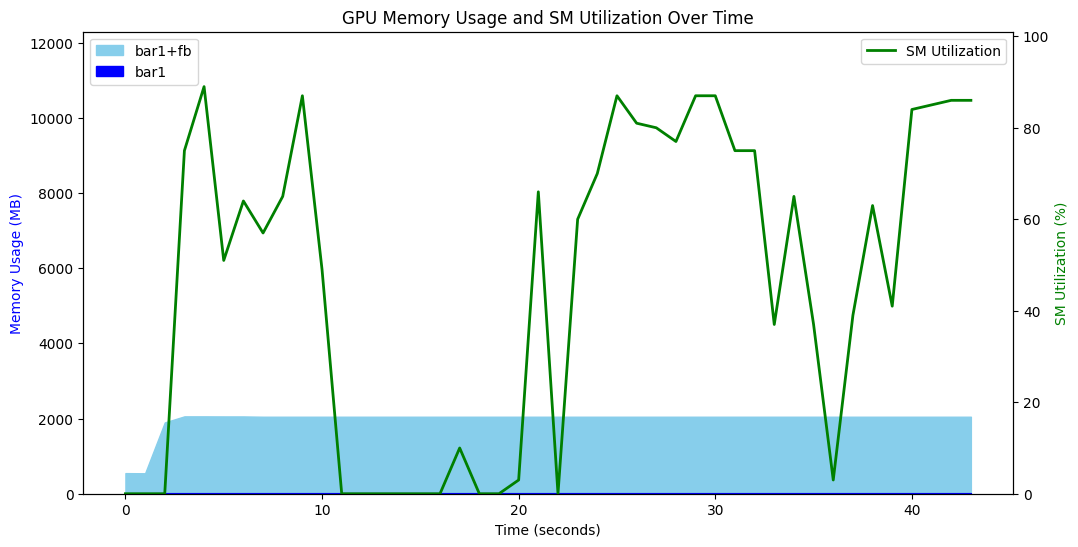 GPU Memory Usage and SM Utilization Over Time
bar1+fb
bar1
SM Utilization
Memory Usage (MB)
12000
10000
8000
6000
4000
2000
0
SM Utilization (%)
100
80
60
40
20
0
0 10 20 30 40
Time (seconds)